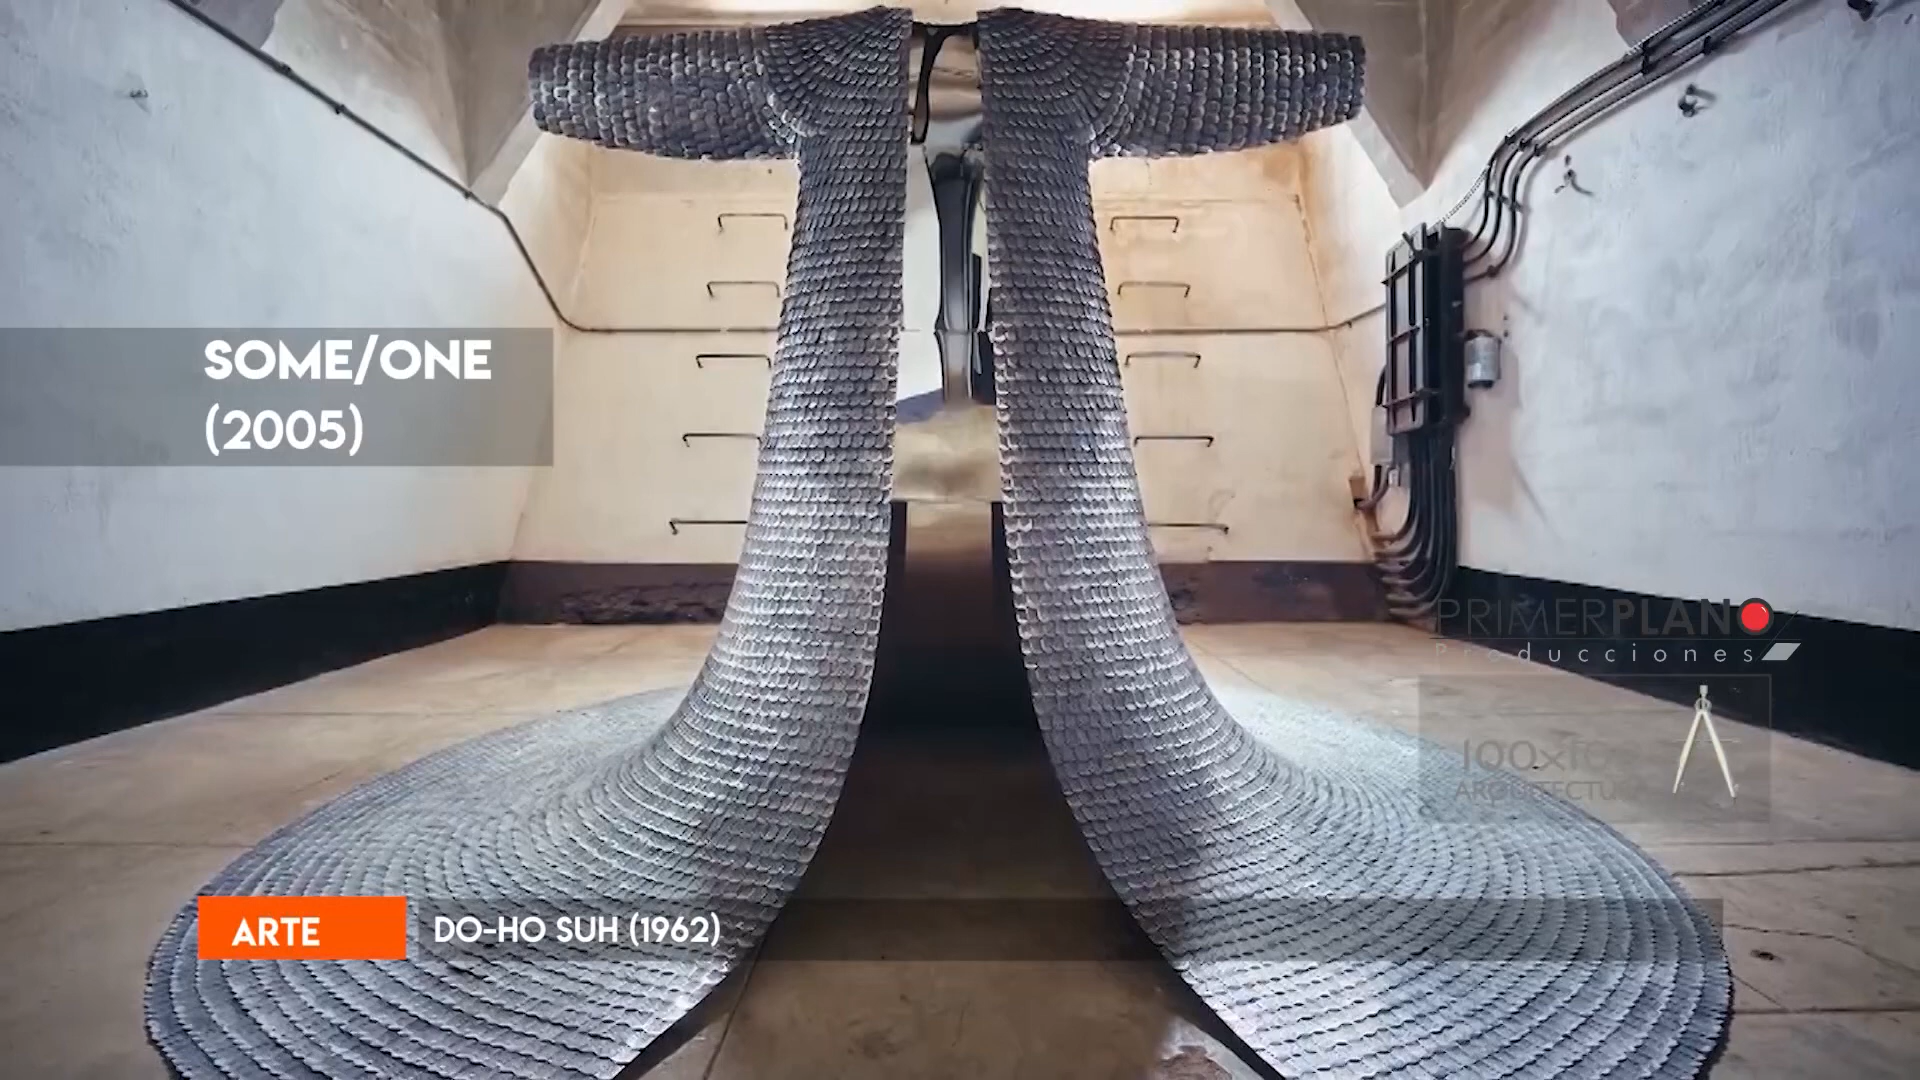 SOME/ONE
(2005)
PRIMERPLANO
Producciones
ARTE
DO-HO SUH (1962)